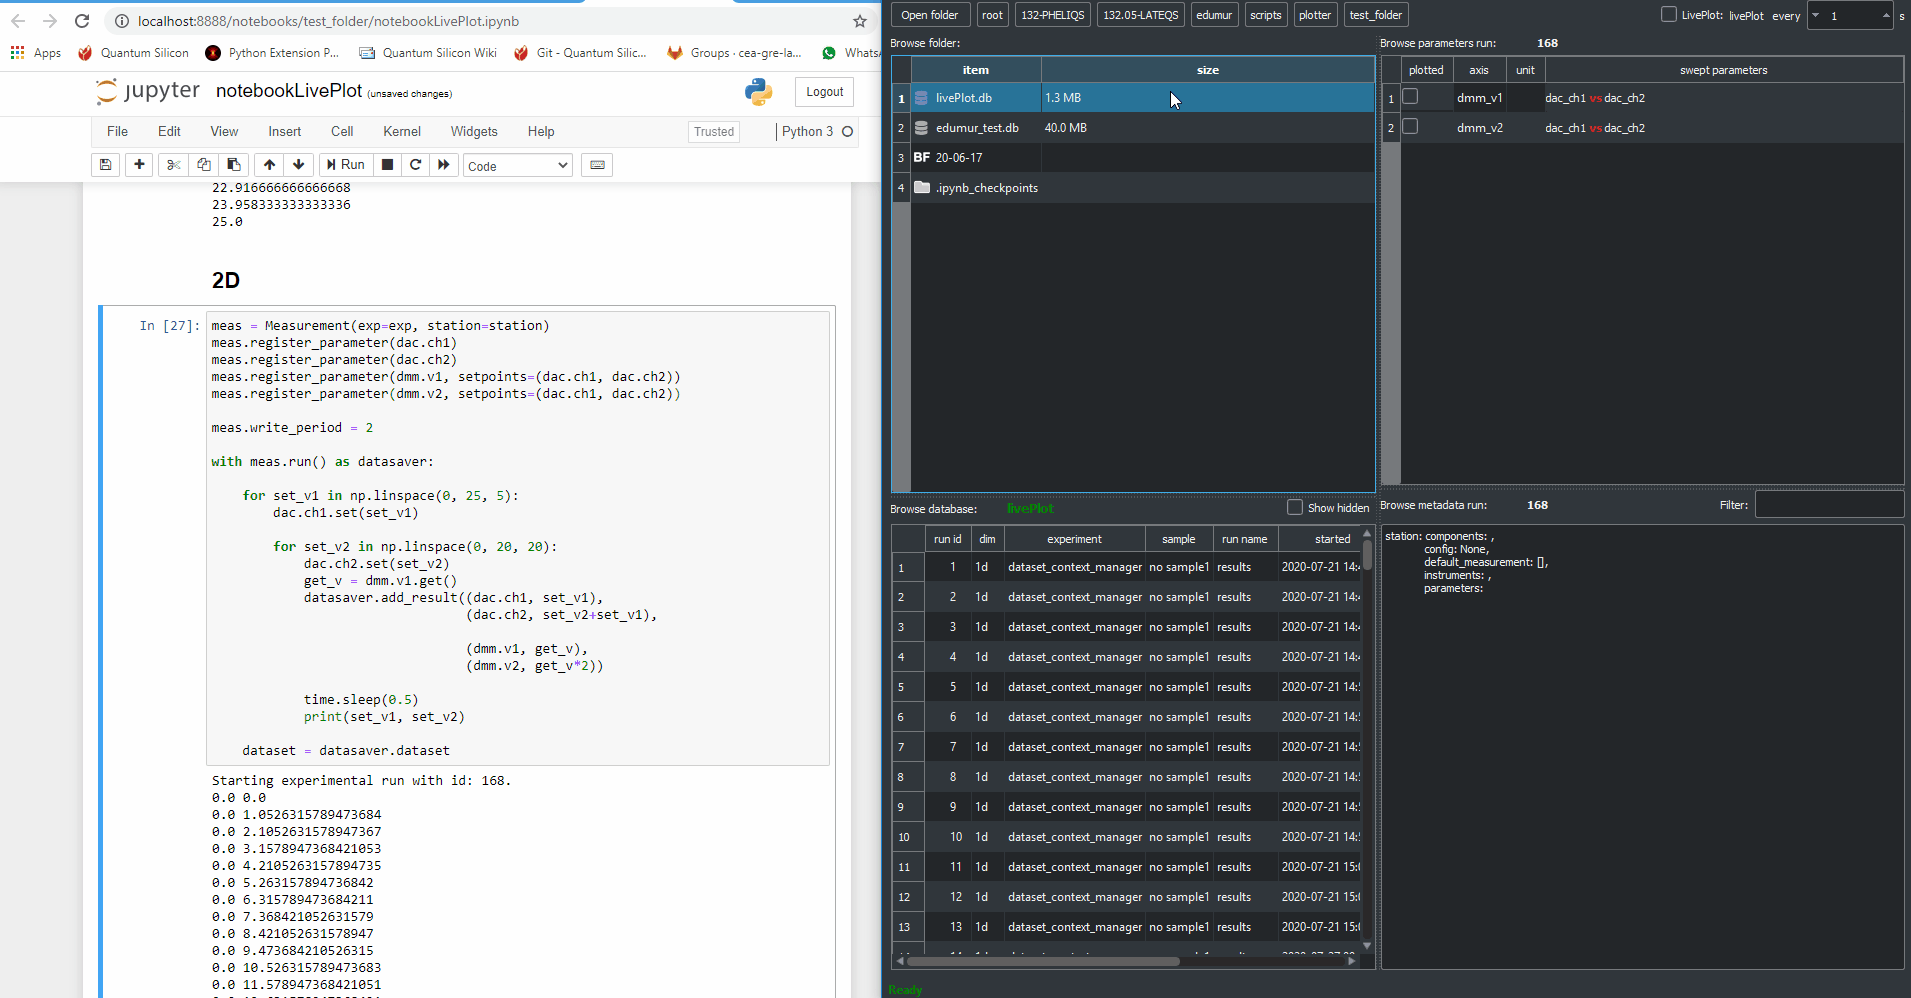 localhost:8888/notebooks/test_folder/notebookLivePlot.ipynb
Apps Quantum Silicon Python Extension P... Quantum Silicon Wiki Git - Quantum Silic... Groups · cea-gre-la... Whats
jupyter notebookLivePlot (unsaved changes) Logout
File Edit View Insert Cell Kernel Widgets Help Trusted Python 3
Run Code
22.916666666666668
23.958333333333336
25.0
2D
In [27]: meas = Measurement(exp=exp, station=station)
meas.register_parameter(dac.ch1)
meas.register_parameter(dac.ch2)
meas.register_parameter(dmm.v1, setpoints=(dac.ch1, dac.ch2))
meas.register_parameter(dmm.v2, setpoints=(dac.ch1, dac.ch2))
meas.write_period = 2
with meas.run() as datasaver:
for set_v1 in np.linspace(0, 25, 5):
dac.ch1.set(set_v1)
for set_v2 in np.linspace(0, 20, 20):
dac.ch2.set(set_v2)
get_v = dmm.v1.get()
datasaver.add_result((dac.ch1, set_v1),
(dac.ch2, set_v2+set_v1),
(dmm.v1, get_v),
(dmm.v2, get_v*2))
time.sleep(0.5)
print(set_v1, set_v2)
dataset = datasaver.dataset
Starting experimental run with id: 168.
0.0 0.0
0.0 1.0526315789473684
0.0 2.1052631578947367
0.0 3.1578947368421053
0.0 4.2105263157894735
0.0 5.263157894736842
0.0 6.315789473684211
0.0 7.368421052631579
0.0 8.421052631578947
0.0 9.473684210526315
0.0 10.526315789473683
0.0 11.578947368421051
Open folder root 132-PHELIQS 132.05-LATEQS edumur scripts plotter test_folder LivePlot: livePlot every 1 s
Browse folder:
item size
1 livePlot.db 1.3 MB
2 edumur_test.db 40.0 MB
3 BF 20-06-17
4 .ipynb_checkpoints
Browse parameters run: 168
plotted axis unit swept parameters
1 dmm_v1 dac_ch1 vs dac_ch2
2 dmm_v2 dac_ch1 vs dac_ch2
Browse database: livePlot Show hidden
run id dim experiment sample run name started
1 1 1d dataset_context_manager no sample1 results 2020-07-21 14:4
2 2 1d dataset_context_manager no sample1 results 2020-07-21 14:4
3 3 1d dataset_context_manager no sample1 results 2020-07-21 14:4
4 4 1d dataset_context_manager no sample1 results 2020-07-21 14:4
5 5 1d dataset_context_manager no sample1 results 2020-07-21 14:5
6 6 1d dataset_context_manager no sample1 results 2020-07-21 14:5
7 7 1d dataset_context_manager no sample1 results 2020-07-21 14:5
8 8 1d dataset_context_manager no sample1 results 2020-07-21 14:5
9 9 1d dataset_context_manager no sample1 results 2020-07-21 14:5
10 10 1d dataset_context_manager no sample1 results 2020-07-21 14:5
11 11 1d dataset_context_manager no sample1 results 2020-07-21 15:0
12 12 1d dataset_context_manager no sample1 results 2020-07-21 15:0
13 13 1d dataset_context_manager no sample1 results 2020-07-21 15:0
Browse metadata run: 168 Filter:
station: components: ,
config: None,
default_measurement: [],
instruments: ,
parameters:
Ready